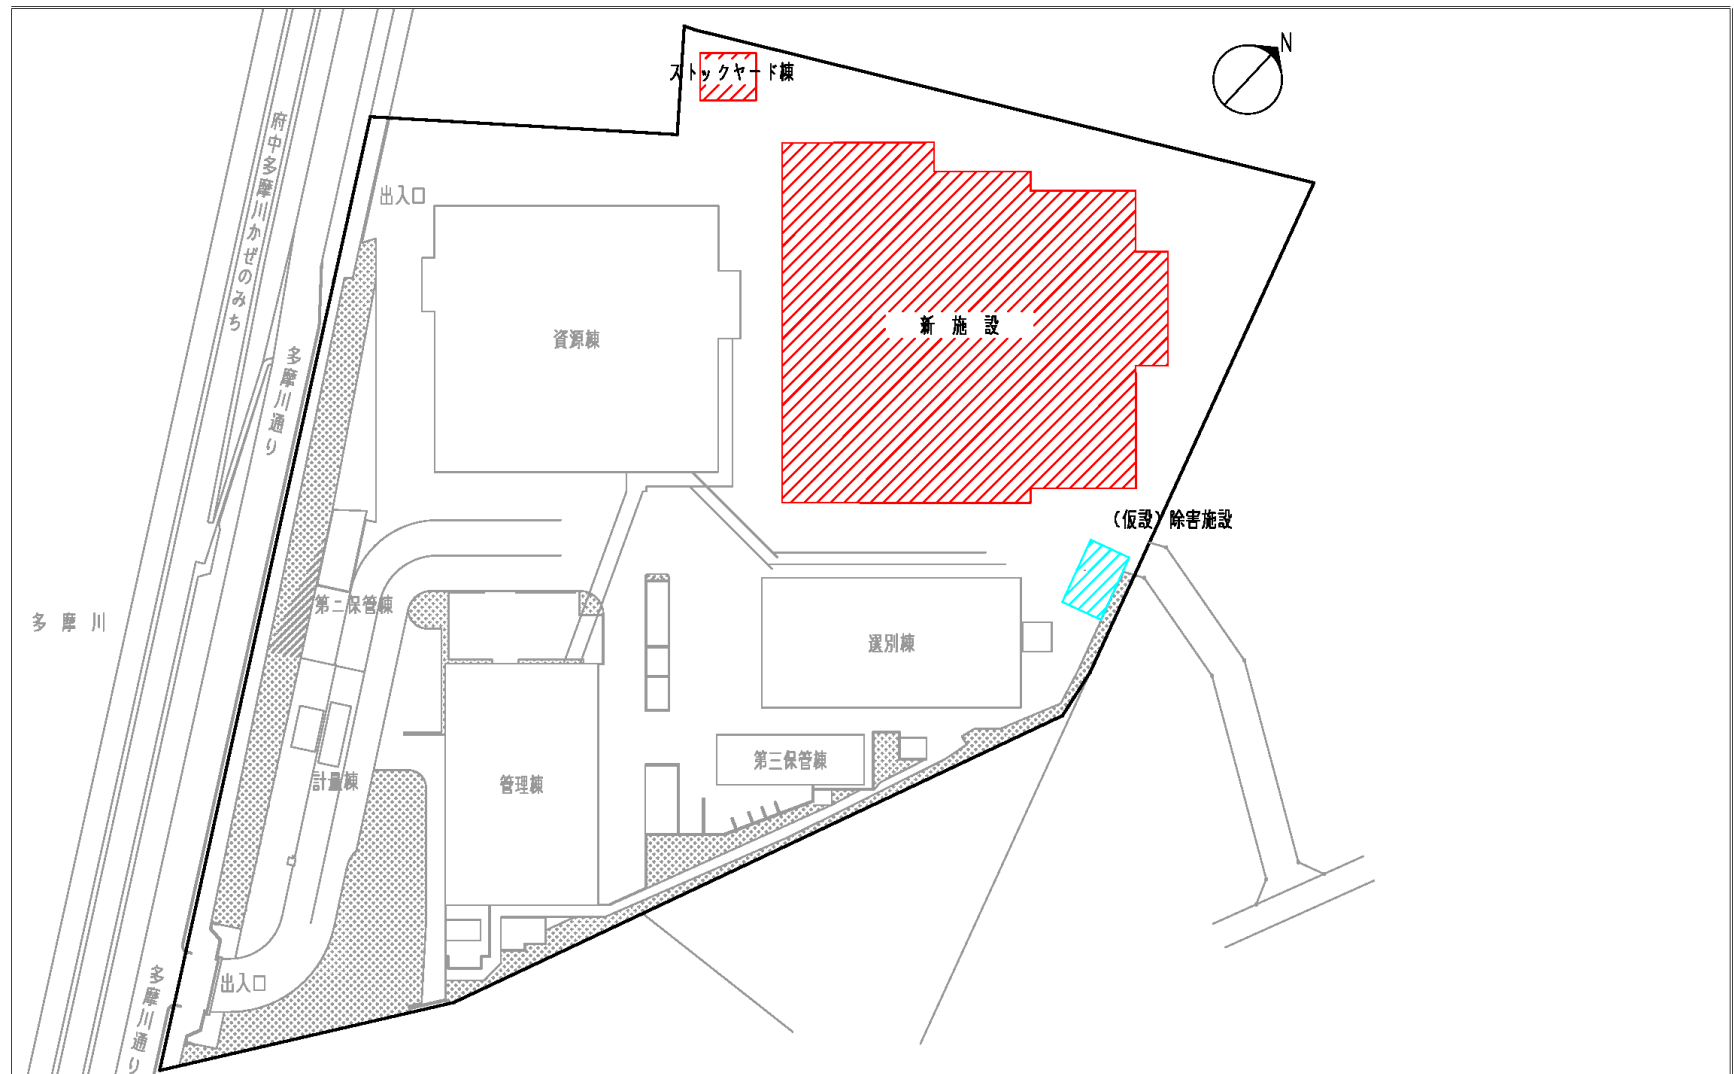 N
ストックヤード棟
府中多摩川かぜのみち
出入口
新施設
資源棟
多摩川通り
(仮設)除害施設
第二保管棟
多摩川
選別棟
第三保管棟
計量棟
管理棟
出入口
多摩川通り